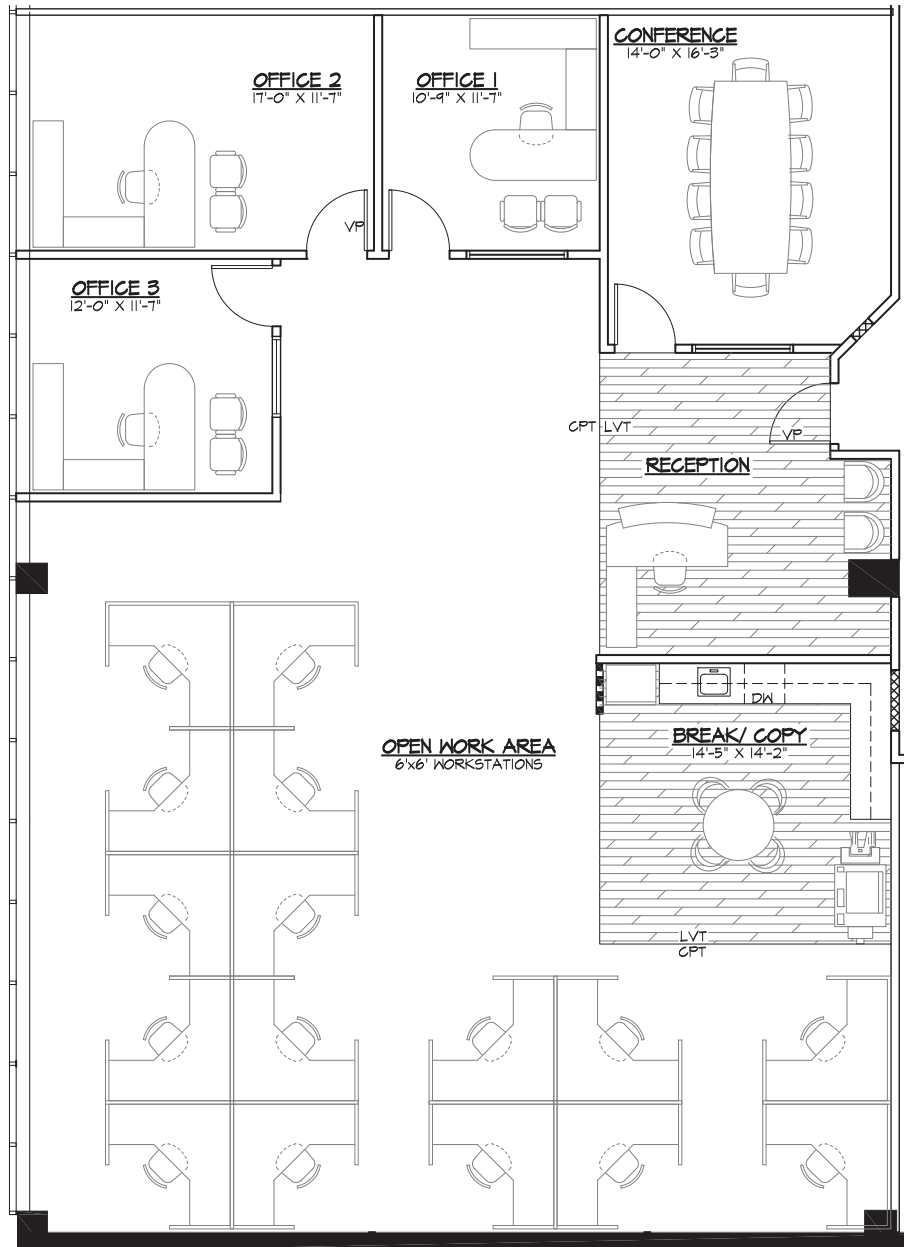 CONFERENCE
14'-0" X 16'-3"
OFFICE 2
17'-0" X 11'-7"
OFFICE 1
10'-9" X 11'-7"
VP
OFFICE 3
12'-0" X 11'-7"
CPT LVT
VP
RECEPTION
DW
BREAK/ COPY
14'-5" X 14'-2"
OPEN WORK AREA
6'x6' WORKSTATIONS
LVT
CPT